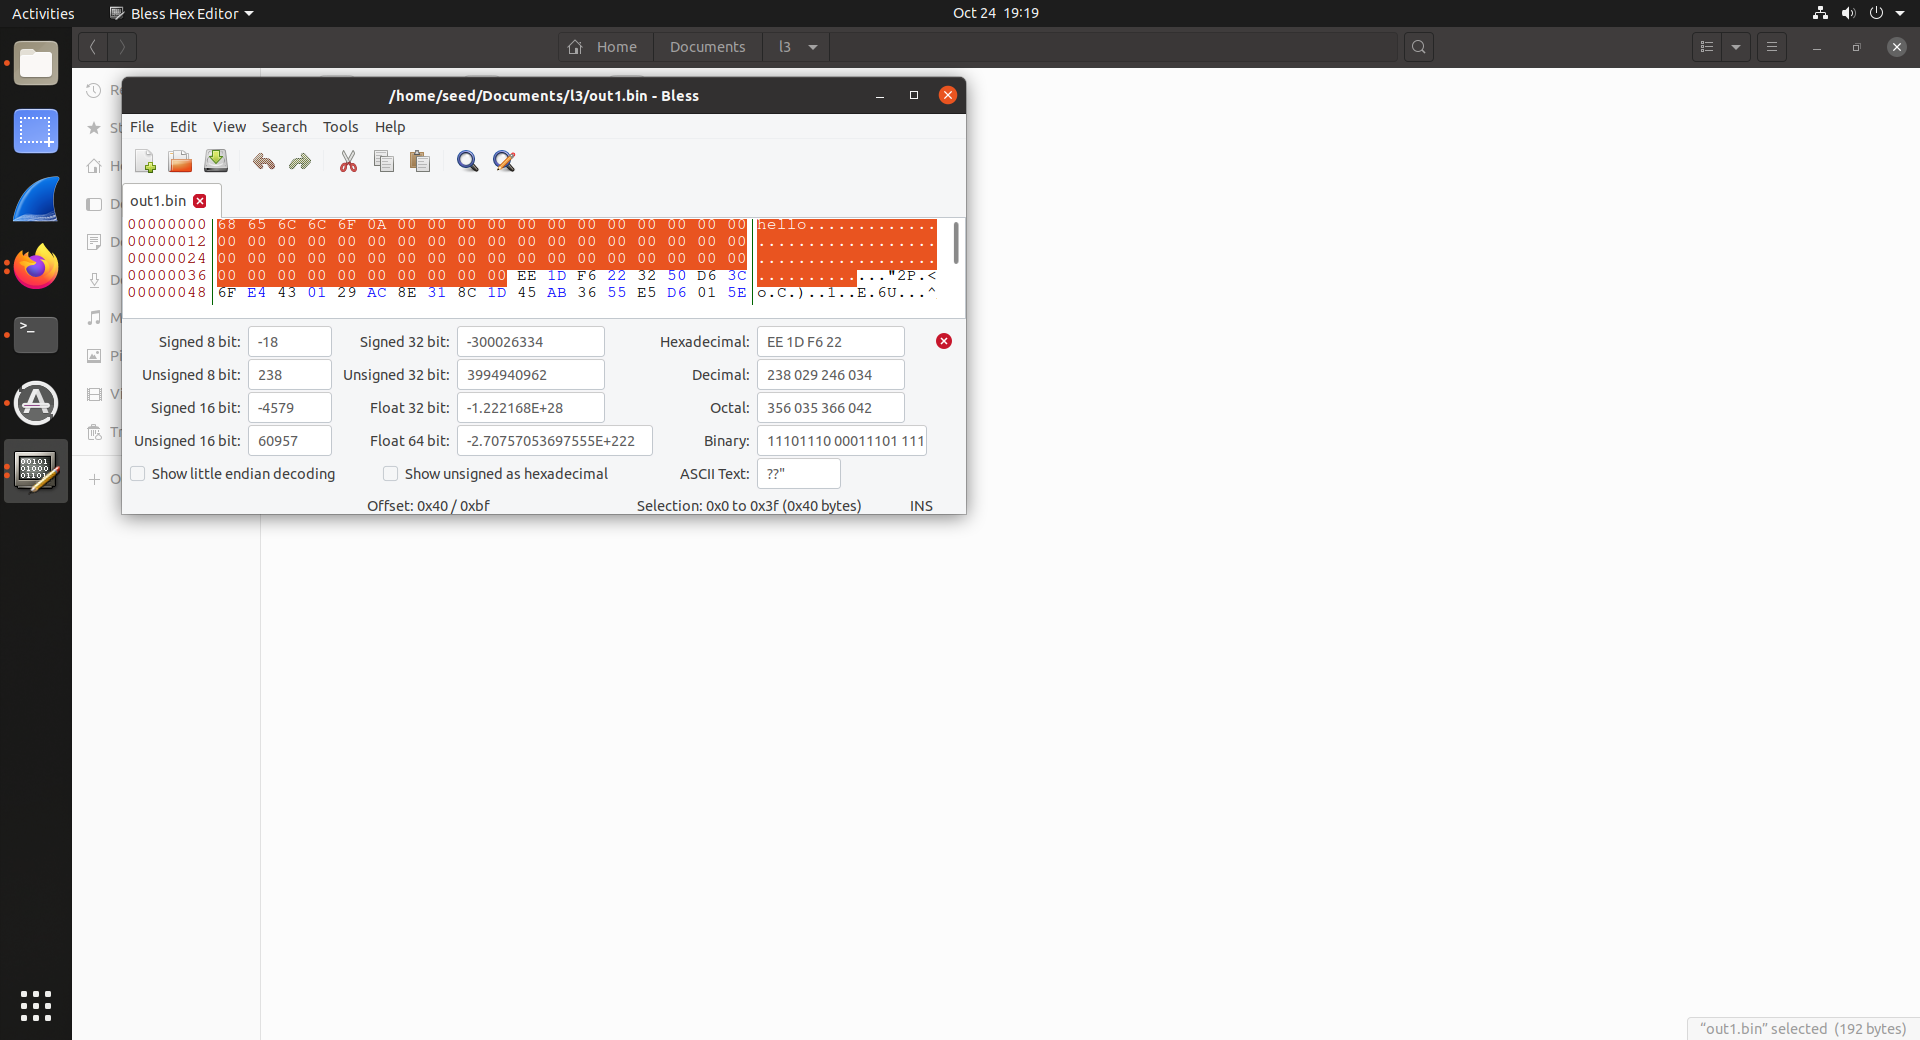 Activities Bless Hex Editor Oct 24 19:19
Home Documents l3
/home/seed/Documents/l3/out1.bin - Bless
File Edit View Search Tools Help
out1.bin
00000000 68 65 6C 6C 6F 0A 00 00 00 00 00 00 00 00 00 00 00 00 hello.............
00000012 00 00 00 00 00 00 00 00 00 00 00 00 00 00 00 00 00 00 ..................
00000024 00 00 00 00 00 00 00 00 00 00 00 00 00 00 00 00 00 00 ..................
00000036 00 00 00 00 00 00 00 00 00 00 EE 1D F6 22 32 50 D6 3C ............."2P.<
00000048 6F E4 43 01 29 AC 8E 31 8C 1D 45 AB 36 55 E5 D6 01 5E o.C.)..1..E.6U...^
Signed 8 bit: -18 Signed 32 bit: -300026334 Hexadecimal: EE 1D F6 22
Unsigned 8 bit: 238 Unsigned 32 bit: 3994940962 Decimal: 238 029 246 034
Signed 16 bit: -4579 Float 32 bit: -1.222168E+28 Octal: 356 035 366 042
Unsigned 16 bit: 60957 Float 64 bit: -2.70757053697555E+222 Binary: 11101110 00011101 111
Show little endian decoding Show unsigned as hexadecimal ASCII Text: ??"
Offset: 0x40 / 0xbf Selection: 0x0 to 0x3f (0x40 bytes) INS
“out1.bin” selected (192 bytes)